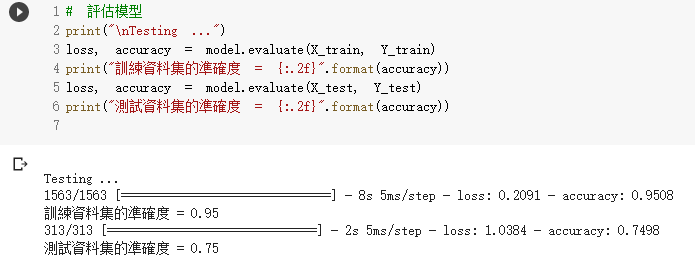 1 #  評估模型
2 print("\nTesting ...")
3 loss, accuracy = model.evaluate(X_train, Y_train)
4 print("訓練資料集的準確度 = {:.2f}".format(accuracy))
5 loss, accuracy = model.evaluate(X_test, Y_test)
6 print("測試資料集的準確度 = {:.2f}".format(accuracy))
7
Testing ...
1563/1563 [==============================] - 8s 5ms/step - loss: 0.2091 - accuracy: 0.9508
訓練資料集的準確度 = 0.95
313/313 [==============================] - 2s 5ms/step - loss: 1.0384 - accuracy: 0.7498
測試資料集的準確度 = 0.75